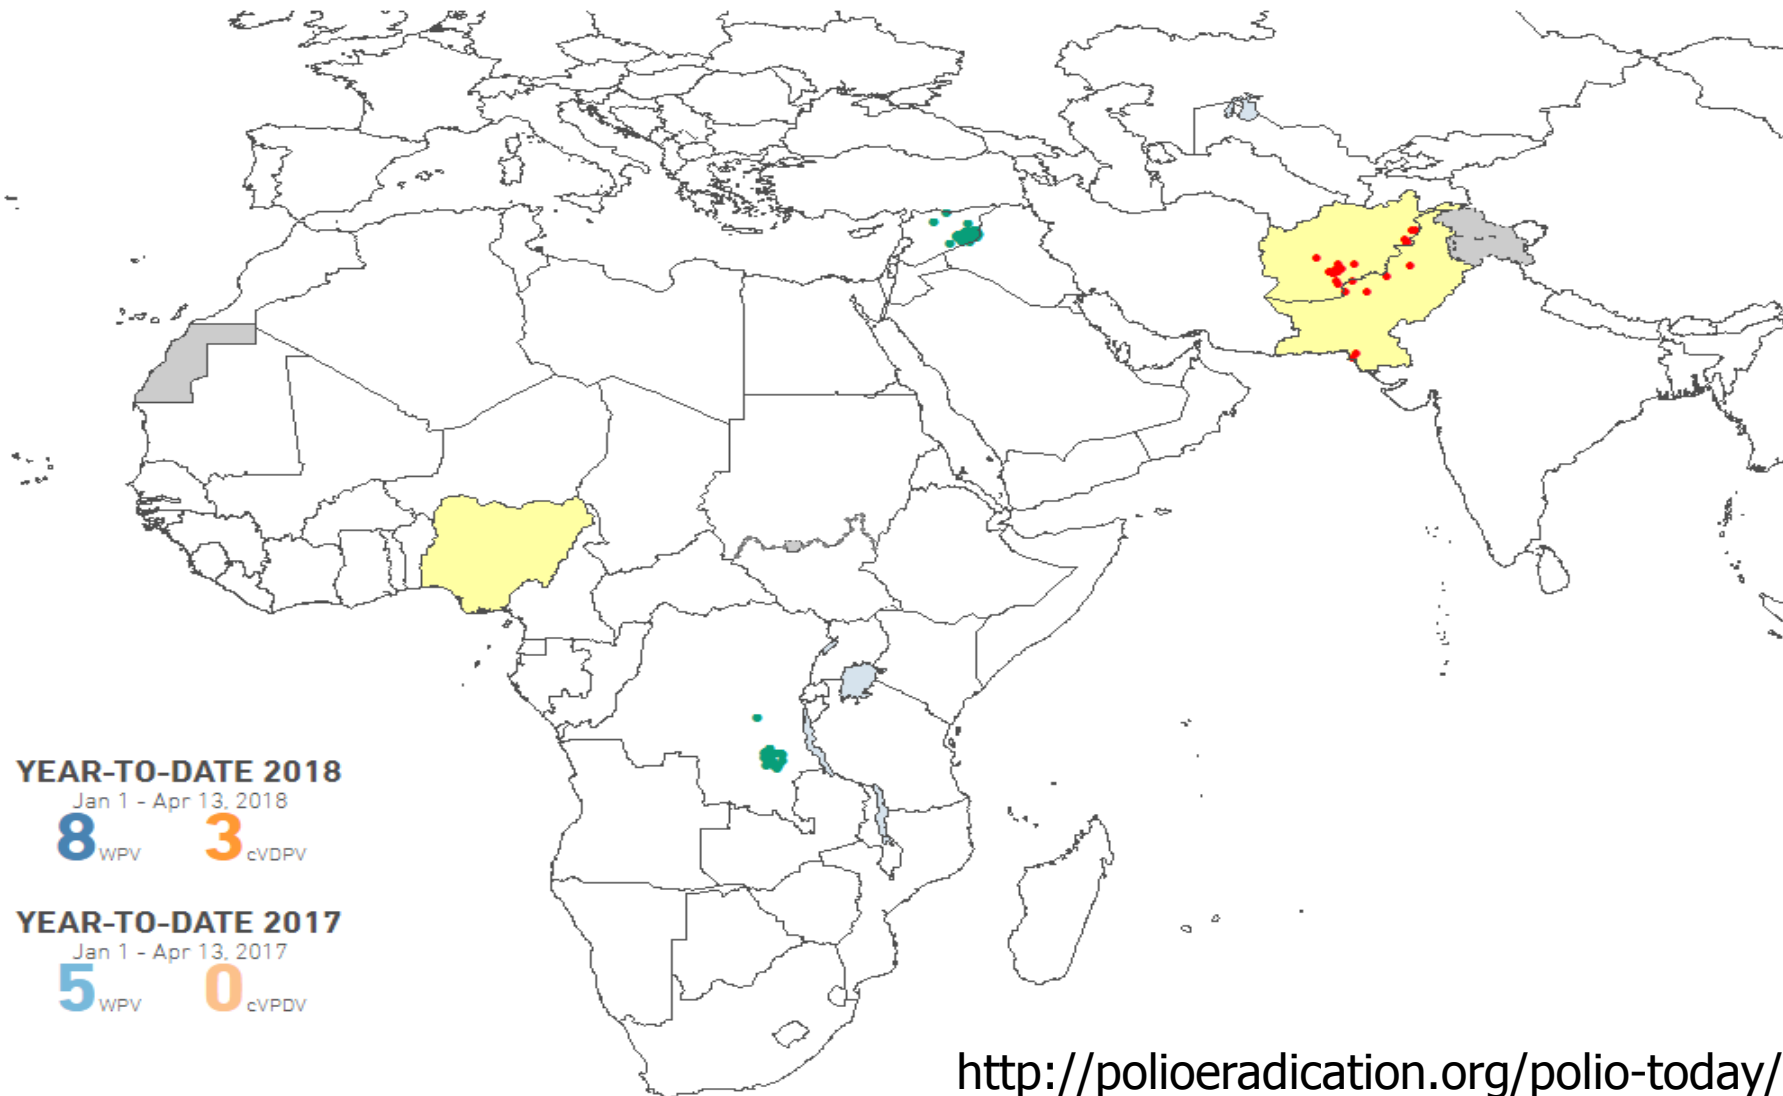 YEAR-TO-DATE 2018
Jan 1 - Apr 13, 2018
8 WPV 3 cVDPV
YEAR-TO-DATE 2017
Jan 1 - Apr 13, 2017
5 WPV 0 cVPDV
http://polioeradication.org/polio-today/